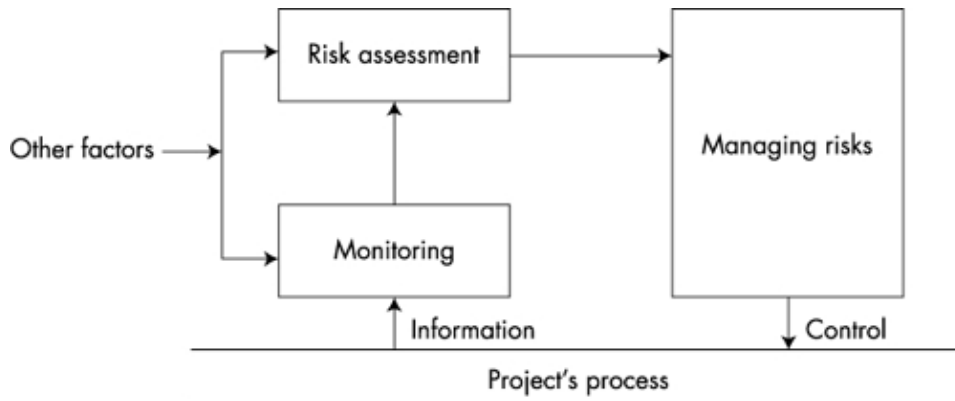 Risk assessment
Other factors
Managing risks
Monitoring
Information
Control
Project's process